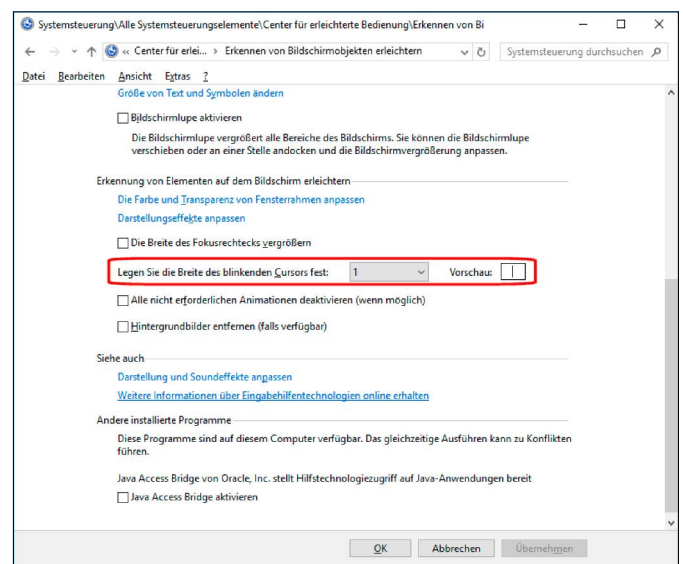 Systemsteuerung\Alle Systemsteuerungselemente\Center für erleichterte Bedienung\Erkennen von Bi
« Center für erlei... › Erkennen von Bildschirmobjekten erleichtern
Systemsteuerung durchsuchen
Datei Bearbeiten Ansicht Extras ?
Größe von Text und Symbolen ändern
Bildschirmlupe aktivieren
Die Bildschirmlupe vergrößert alle Bereiche des Bildschirms. Sie können die Bildschirmlupe
verschieben oder an einer Stelle andocken und die Bildschirmvergrößerung anpassen.
Erkennung von Elementen auf dem Bildschirm erleichtern
Die Farbe und Transparenz von Fensterrahmen anpassen
Darstellungseffekte anpassen
Die Breite des Fokusrechtecks vergrößern
Legen Sie die Breite des blinkenden Cursors fest: 1 Vorschau:
Alle nicht erforderlichen Animationen deaktivieren (wenn möglich)
Hintergrundbilder entfernen (falls verfügbar)
Siehe auch
Darstellung und Soundeffekte anpassen
Weitere Informationen über Eingabehilfentechnologien online erhalten
Andere installierte Programme
Diese Programme sind auf diesem Computer verfügbar. Das gleichzeitige Ausführen kann zu Konflikten
führen.
Java Access Bridge von Oracle, Inc. stellt Hilfstechnologiezugriff auf Java-Anwendungen bereit
Java Access Bridge aktivieren
OK Abbrechen Übernehmen